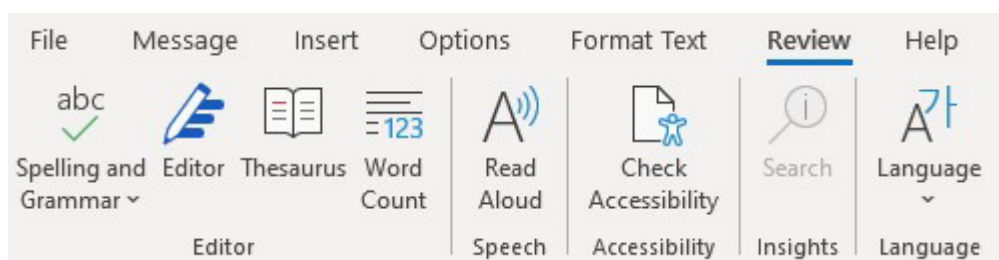 File Message Insert Options Format Text Review Help
abc 123 A A가
Spelling and Editor Thesaurus Word Read Check Search Language
Grammar Count Aloud Accessibility
Editor Speech Accessibility Insights Language